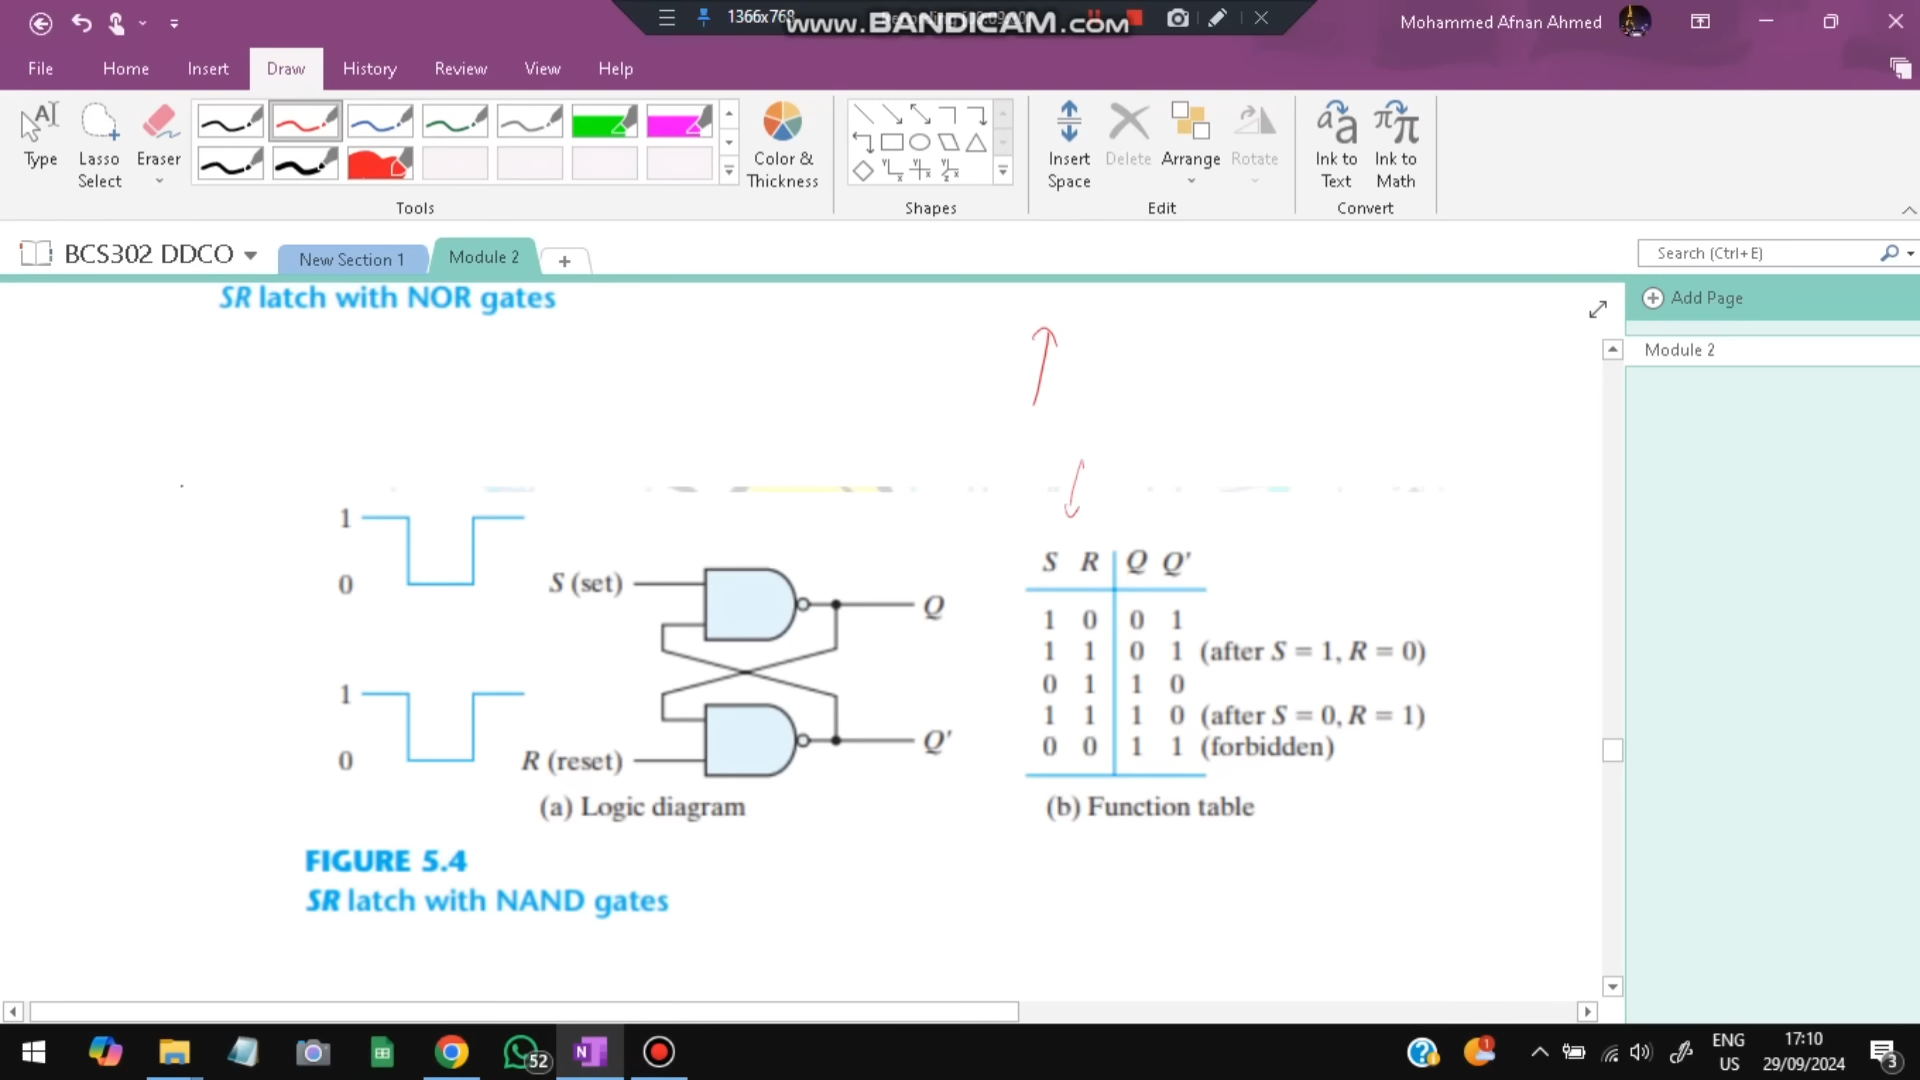 1366x768
www.BANDICAM.com
Mohammed Afnan Ahmed
File Home Insert Draw History Review View Help
Type
Lasso Select
Eraser
Color & Thickness
Insert Space
Delete
Arrange
Rotate
Ink to Text
Ink to Math
Tools
Shapes
Edit
Convert
BCS302 DDCO
New Section 1
Module 2
Search (Ctrl+E)
Add Page
Module 2
SR latch with NOR gates
1
0
S (set)
Q
1
0
R (reset)
Q'
(a) Logic diagram
S R Q Q'
1 0 0 1
1 1 0 1 (after S = 1, R = 0)
0 1 1 0
1 1 1 0 (after S = 0, R = 1)
0 0 1 1 (forbidden)
(b) Function table
FIGURE 5.4
SR latch with NAND gates
52
ENG
US
17:10
29/09/2024
1
3